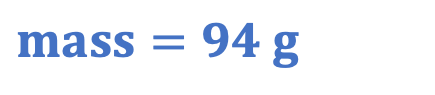 mass = 94 g